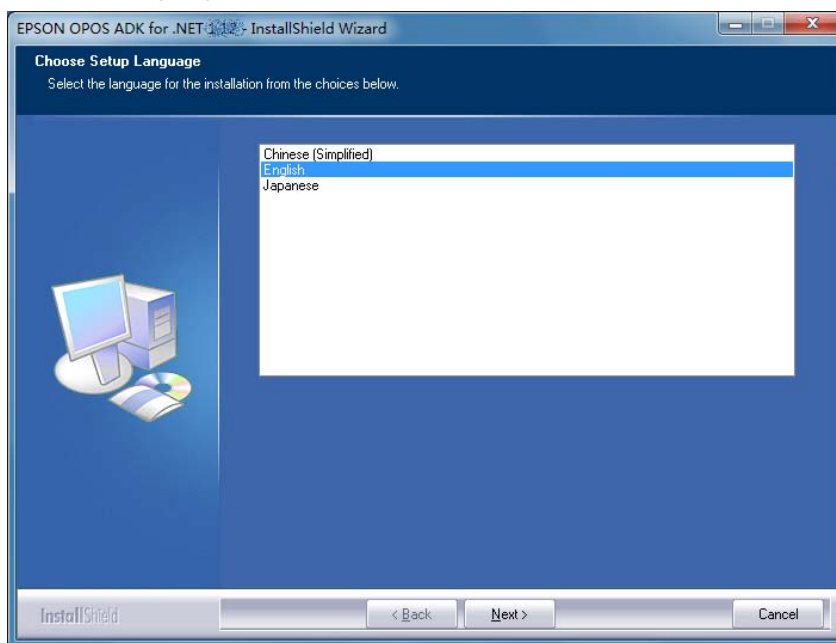 EPSON OPOS ADK for .NET - InstallShield Wizard
Choose Setup Language
Select the language for the installation from the choices below.
Chinese (Simplified)
English
Japanese
InstallShield
< Back
Next >
Cancel